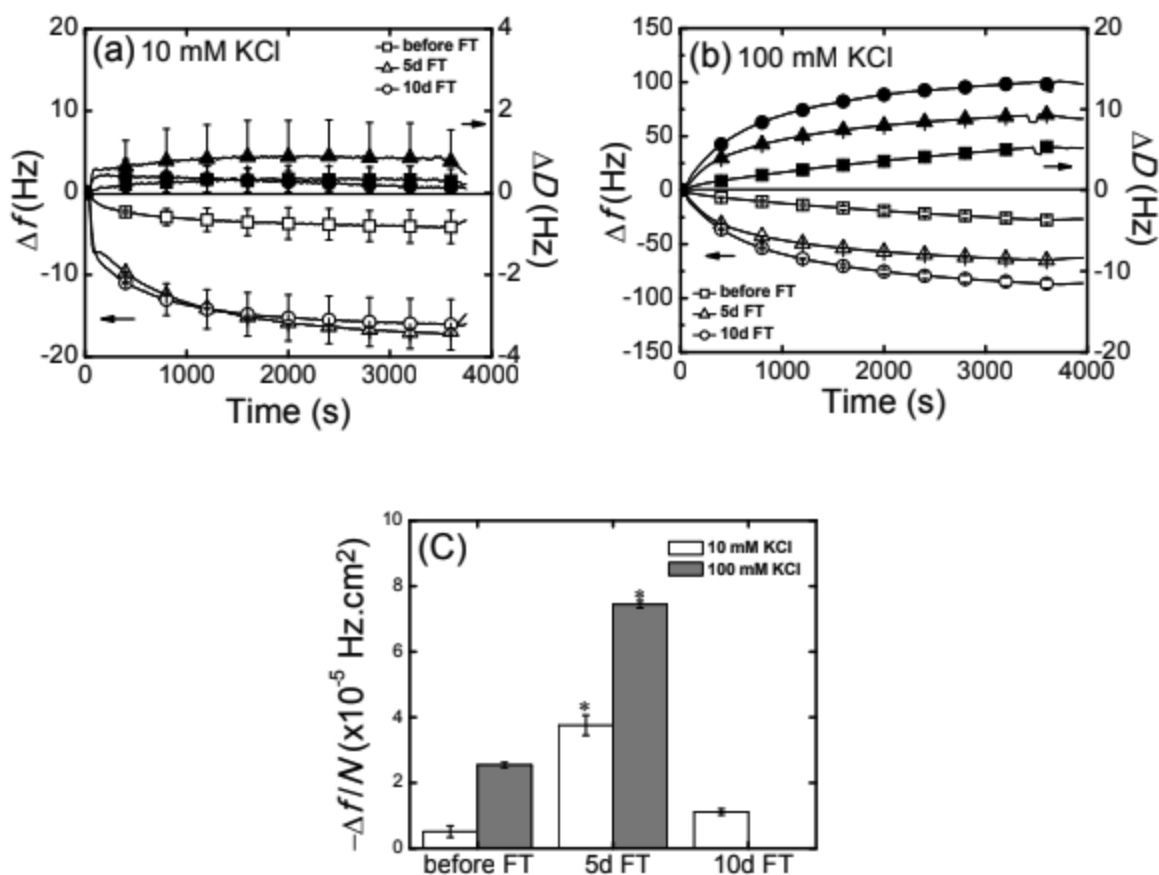 (a) 10 mM KCl
before FT
5d FT
10d FT
20
10
0
-10
-20
Δf (Hz)
4
2
0
-2
-4
ΔD (Hz)
0 1000 2000 3000 4000
Time (s)
(b) 100 mM KCl
150
100
50
0
-50
-100
-150
Δf (Hz)
20
10
0
-10
-20
ΔD (Hz)
before FT
5d FT
10d FT
0 1000 2000 3000 4000
Time (s)
(C)
10 mM KCl
100 mM KCl
10
8
6
4
2
0
−Δf/N (x10⁻⁵ Hz.cm²)
*
*
before FT 5d FT 10d FT